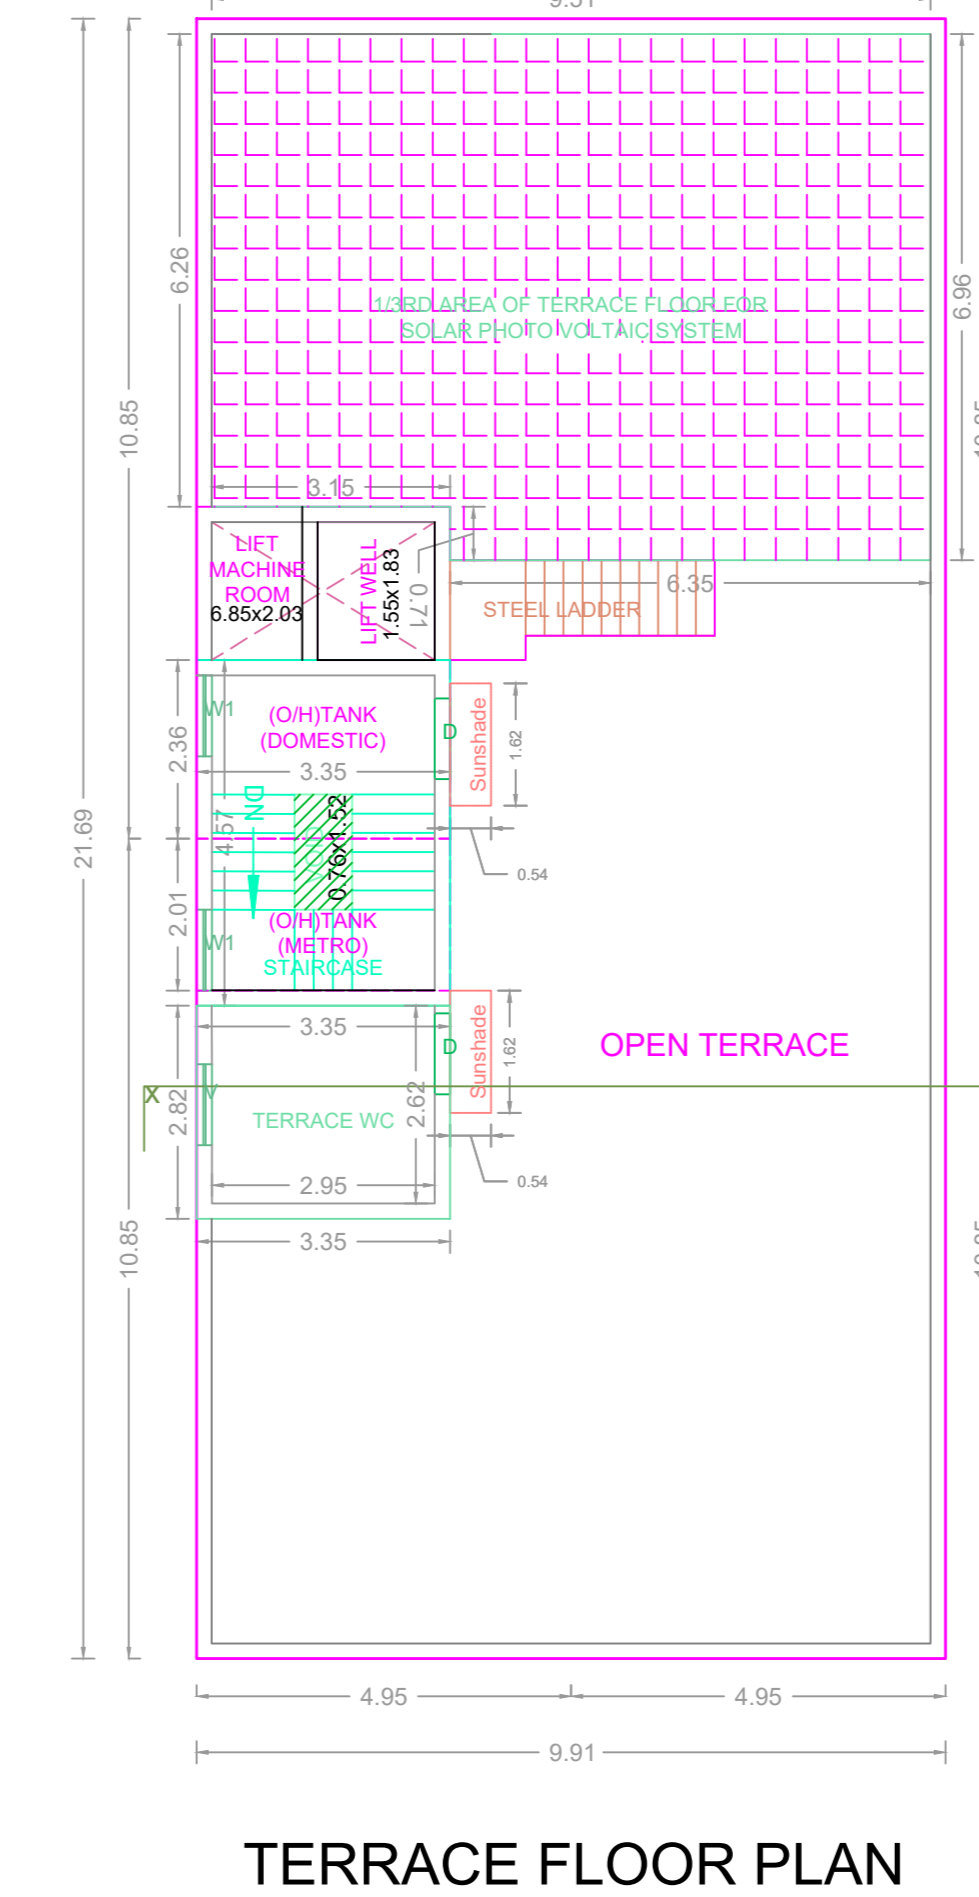 6.26
10.85
21.69
6.96
1/3RD AREA OF TERRACE FLOOR FOR
SOLAR PHOTO VOLTAIC SYSTEM
3.15
LIFT
MACHINE
ROOM
6.85x2.03
LIFT WELL
1.55x1.83
0.71
6.35
STEEL LADDER
W1
(O/H)TANK
(DOMESTIC)
D
Sunshade
1.62
2.36
3.35
DN
4.57
0.76x1.52
0.54
2.01
W1
(O/H)TANK
(METRO)
STAIRCASE
3.35
D
Sunshade
1.62
OPEN TERRACE
X
V
2.82
2.62
TERRACE WC
2.95
0.54
3.35
10.85
4.95
4.95
9.91
TERRACE FLOOR PLAN